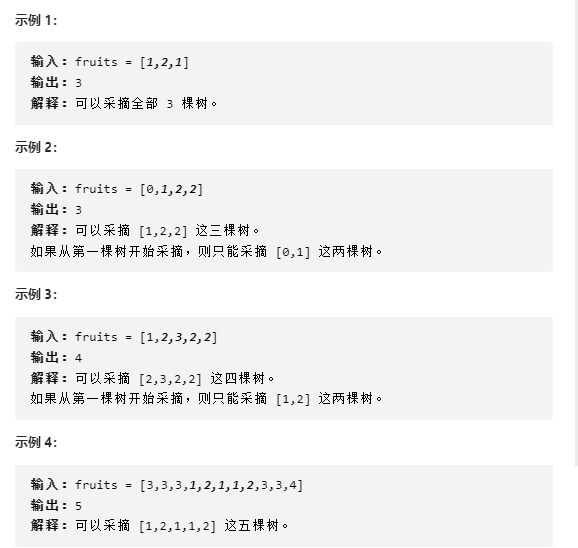 示例 1：
输入：fruits = [1,2,1]
输出：3
解释：可以采摘全部 3 棵树。
示例 2：
输入：fruits = [0,1,2,2]
输出：3
解释：可以采摘 [1,2,2] 这三棵树。
如果从第一棵树开始采摘，则只能采摘 [0,1] 这两棵树。
示例 3：
输入：fruits = [1,2,3,2,2]
输出：4
解释：可以采摘 [2,3,2,2] 这四棵树。
如果从第一棵树开始采摘，则只能采摘 [1,2] 这两棵树。
示例 4：
输入：fruits = [3,3,3,1,2,1,1,2,3,3,4]
输出：5
解释：可以采摘 [1,2,1,1,2] 这五棵树。